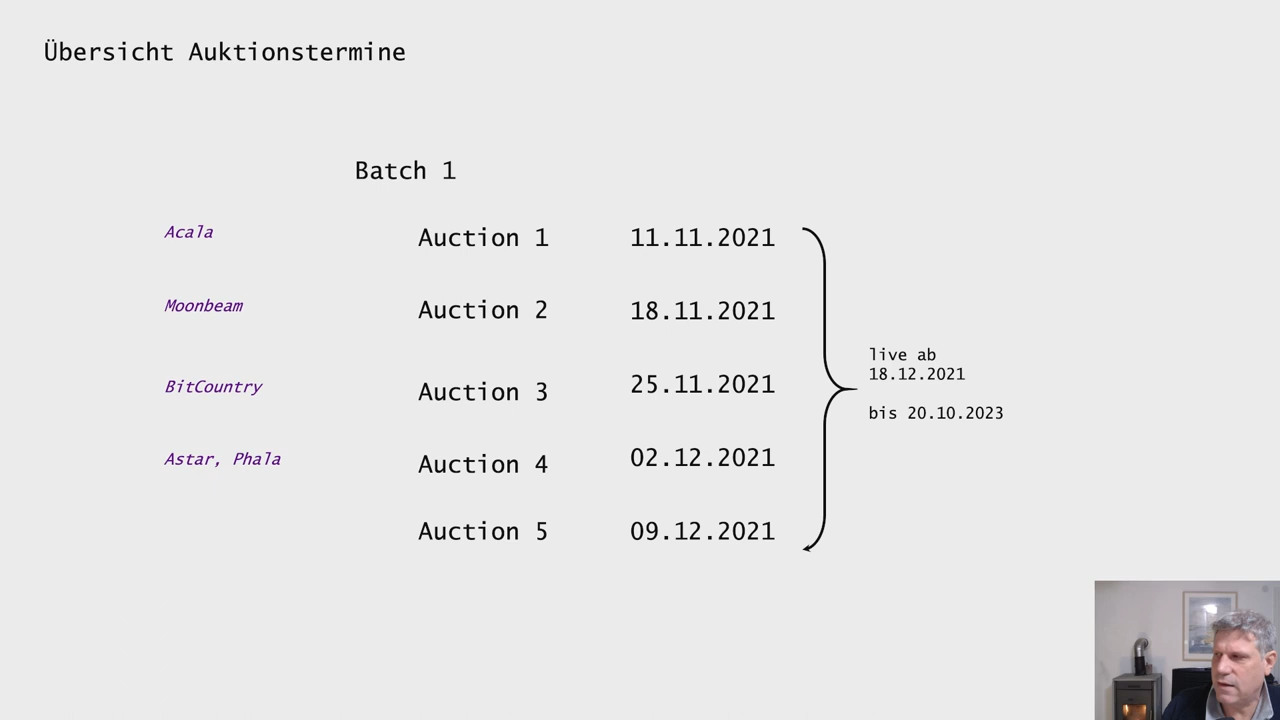 Übersicht Auktionstermine
Batch 1
Acala Auction 1 11.11.2021
Moonbeam Auction 2 18.11.2021
BitCountry Auction 3 25.11.2021
Astar, Phala Auction 4 02.12.2021
Auction 5 09.12.2021
live ab
18.12.2021
bis 20.10.2023